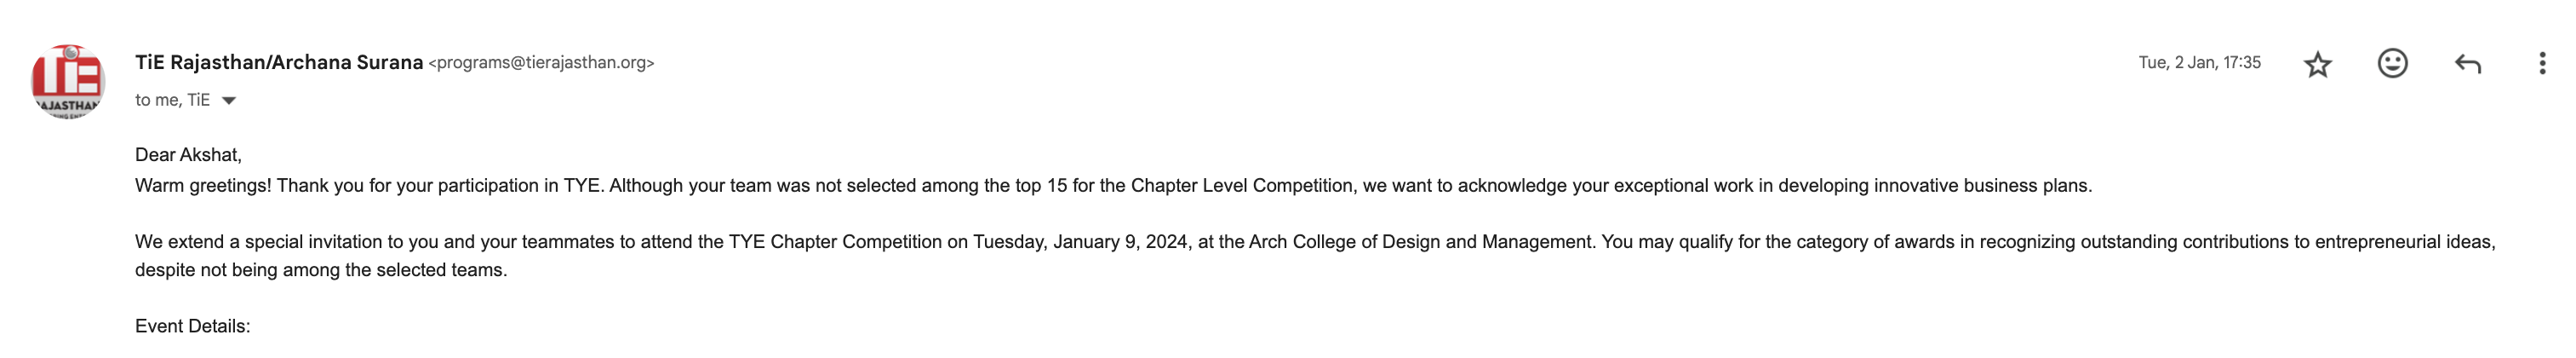 TiE Rajasthan/Archana Surana <programs@tierajasthan.org>
Tue, 2 Jan, 17:35
TiE
RAJASTHAN
to me, TiE
Dear Akshat,
Warm greetings! Thank you for your participation in TYE. Although your team was not selected among the top 15 for the Chapter Level Competition, we want to acknowledge your exceptional work in developing innovative business plans.
We extend a special invitation to you and your teammates to attend the TYE Chapter Competition on Tuesday, January 9, 2024, at the Arch College of Design and Management. You may qualify for the category of awards in recognizing outstanding contributions to entrepreneurial ideas,
despite not being among the selected teams.
Event Details: